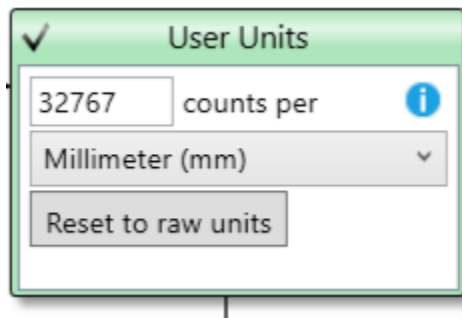 User Units
32767 counts per
Millimeter (mm)
Reset to raw units